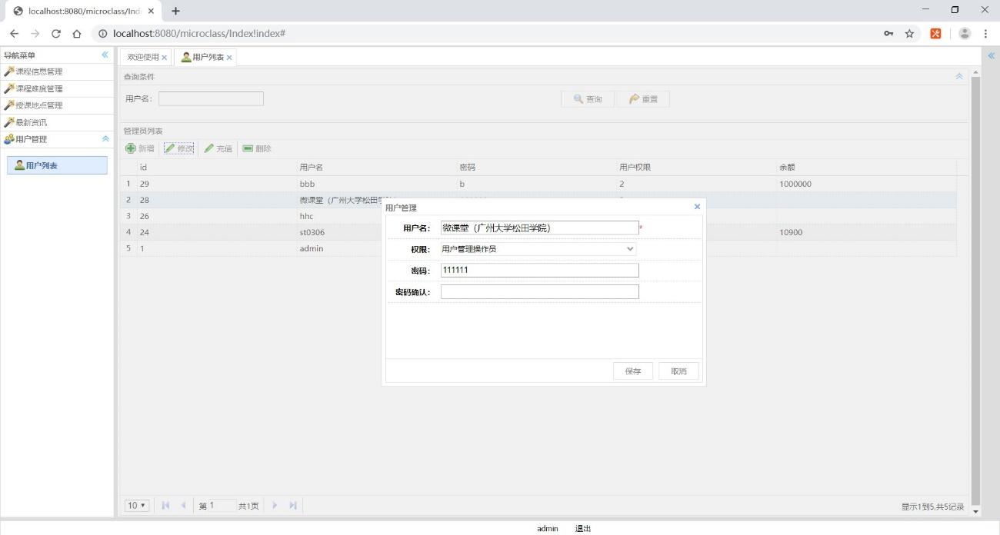 localhost:8080/microclass/Ind
localhost:8080/microclass/Index!index#
导航菜单
课程信息管理
课程难度管理
授课地点管理
最新资讯
用户管理
用户列表
欢迎使用 用户列表
查询条件
用户名： 查询 重置
管理员列表
新增 修改 充值 删除
id 用户名 密码 用户权限 余额
1 29 bbb b 2 1000000
2 28 微课堂（广州大学松田学
3 26 hhc
4 24 st0306 10900
5 1 admin
用户管理
用户名： 微课堂（广州大学松田学院） *
权限： 用户管理操作员
密码： 111111
密码确认：
保存 取消
10 第 1 共1页 显示1到5,共5记录
admin 退出